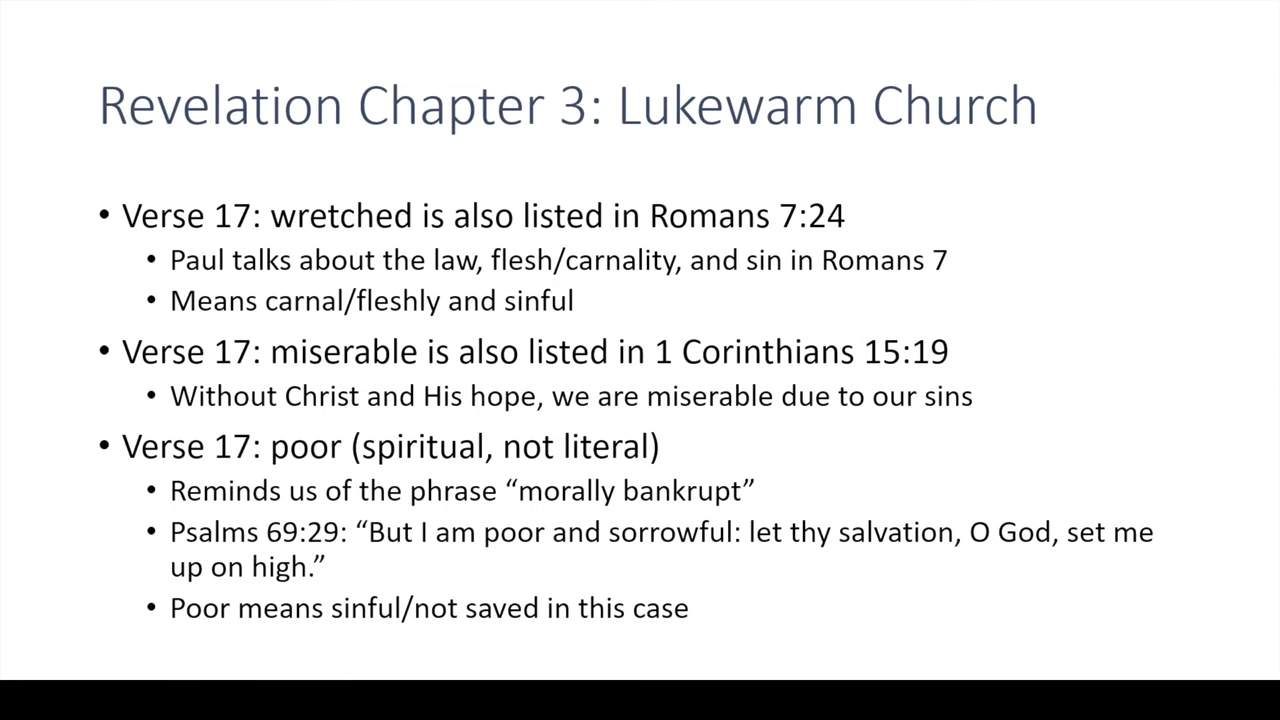 Revelation Chapter 3: Lukewarm Church
• Verse 17: wretched is also listed in Romans 7:24
• Paul talks about the law, flesh/carnality, and sin in Romans 7
• Means carnal/fleshly and sinful
• Verse 17: miserable is also listed in 1 Corinthians 15:19
• Without Christ and His hope, we are miserable due to our sins
• Verse 17: poor (spiritual, not literal)
• Reminds us of the phrase “morally bankrupt”
• Psalms 69:29: “But I am poor and sorrowful: let thy salvation, O God, set me
up on high.”
• Poor means sinful/not saved in this case